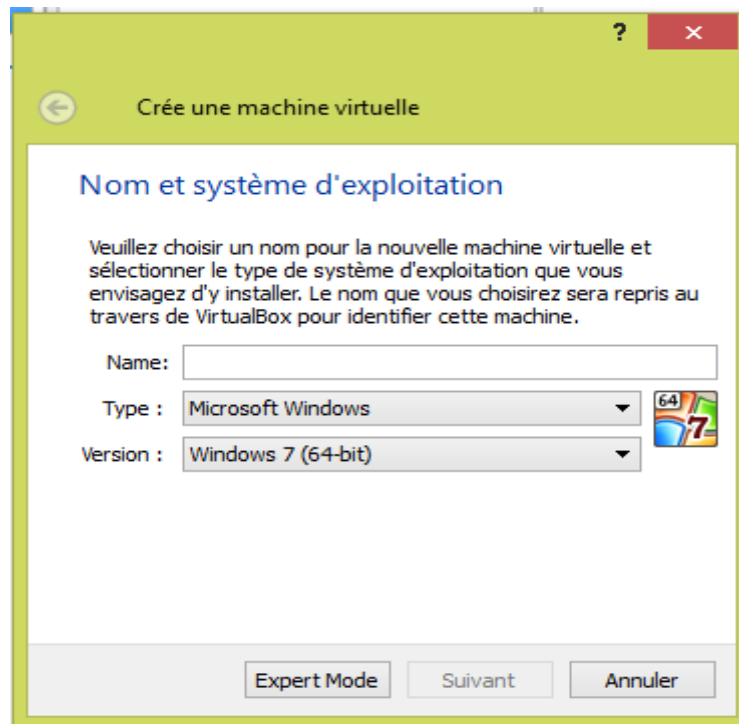 ?
Crée une machine virtuelle
Nom et système d'exploitation
Veuillez choisir un nom pour la nouvelle machine virtuelle et
sélectionner le type de système d'exploitation que vous
envisagez d'y installer. Le nom que vous choisirez sera repris au
travers de VirtualBox pour identifier cette machine.
Name:
Type : Microsoft Windows
64
7
Version : Windows 7 (64-bit)
Expert Mode Suivant Annuler